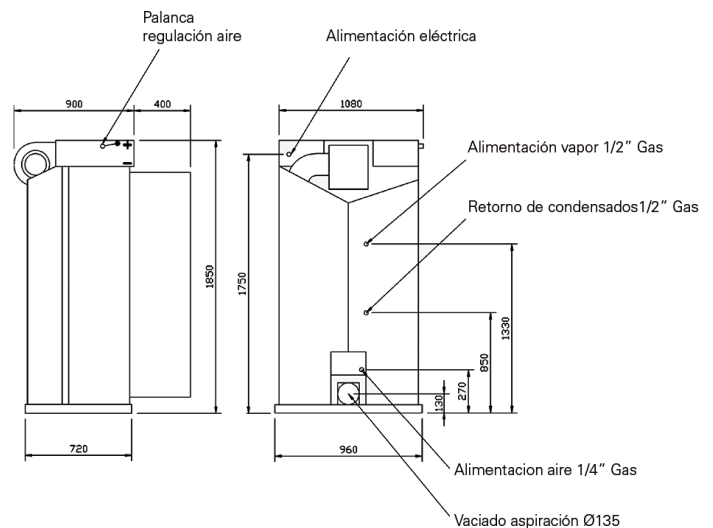 Palanca
regulación aire
Alimentación eléctrica
900
400
1080
+
−
Alimentación vapor 1/2” Gas
Retorno de condensados1/2” Gas
1850
1750
1330
850
270
130
720
960
Alimentacion aire 1/4” Gas
Vaciado aspiración Ø135